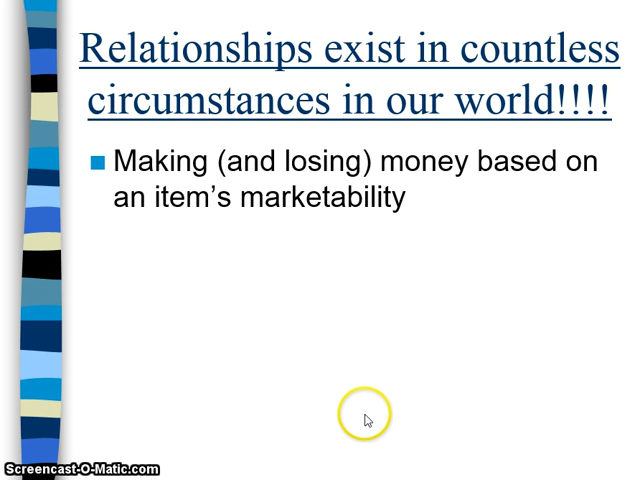 Relationships exist in countless
circumstances in our world!!!!
Making (and losing) money based on
an item's marketability
Screencast-O-Matic.com